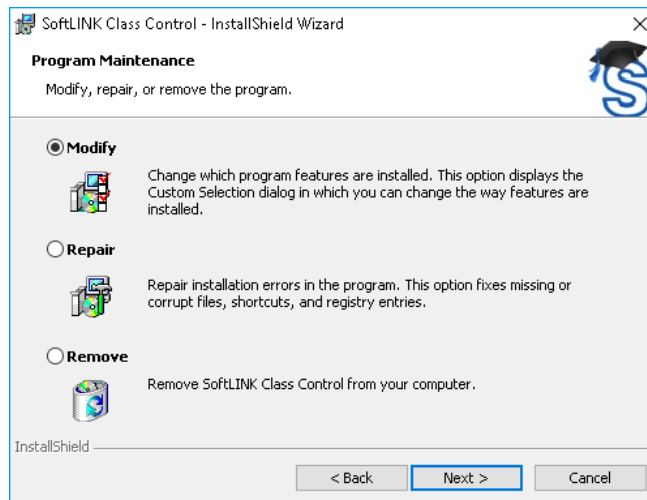 SoftLINK Class Control - InstallShield Wizard
Program Maintenance
Modify, repair, or remove the program.
S
Modify
Change which program features are installed. This option displays the
Custom Selection dialog in which you can change the way features are
installed.
Repair
Repair installation errors in the program. This option fixes missing or
corrupt files, shortcuts, and registry entries.
Remove
Remove SoftLINK Class Control from your computer.
InstallShield
< Back
Next >
Cancel